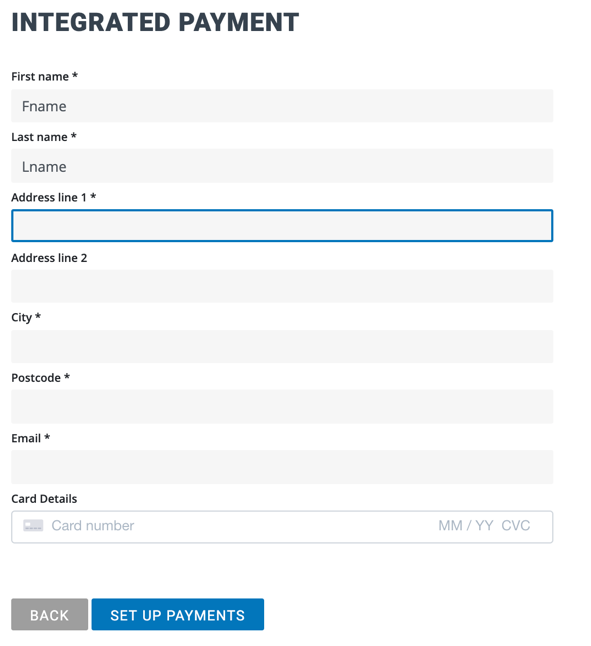 INTEGRATED PAYMENT
First name *
Fname
Last name *
Lname
Address line 1 *
Address line 2
City *
Postcode *
Email *
Card Details
Card number MM / YY CVC
BACK SET UP PAYMENTS